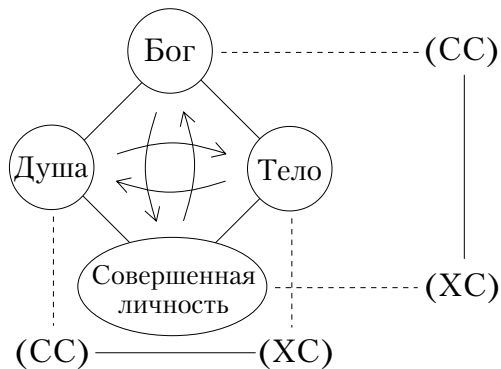 Бог
(СС)
Душа
Тело
Совершенная
личность
(ХС)
(СС)
(ХС)